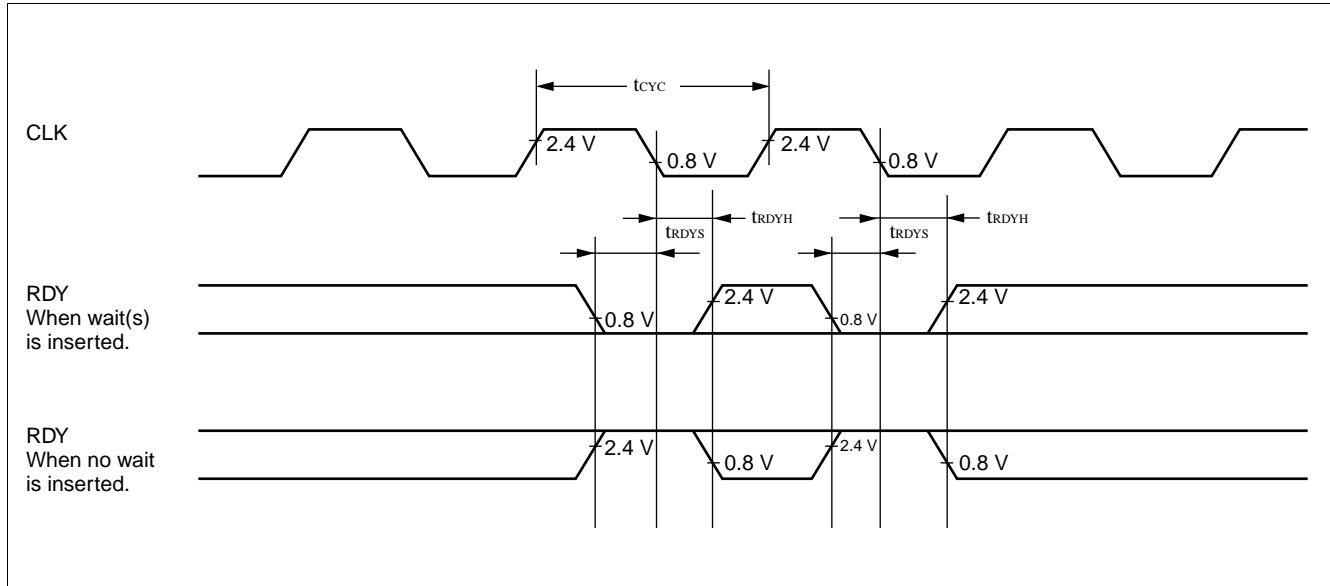 tCYC
CLK
2.4 V
0.8 V
2.4 V
0.8 V
tRDYS
tRDYH
tRDYS
tRDYH
RDY
When wait(s)
is inserted.
0.8 V
2.4 V
0.8 V
2.4 V
RDY
When no wait
is inserted.
2.4 V
0.8 V
2.4 V
0.8 V